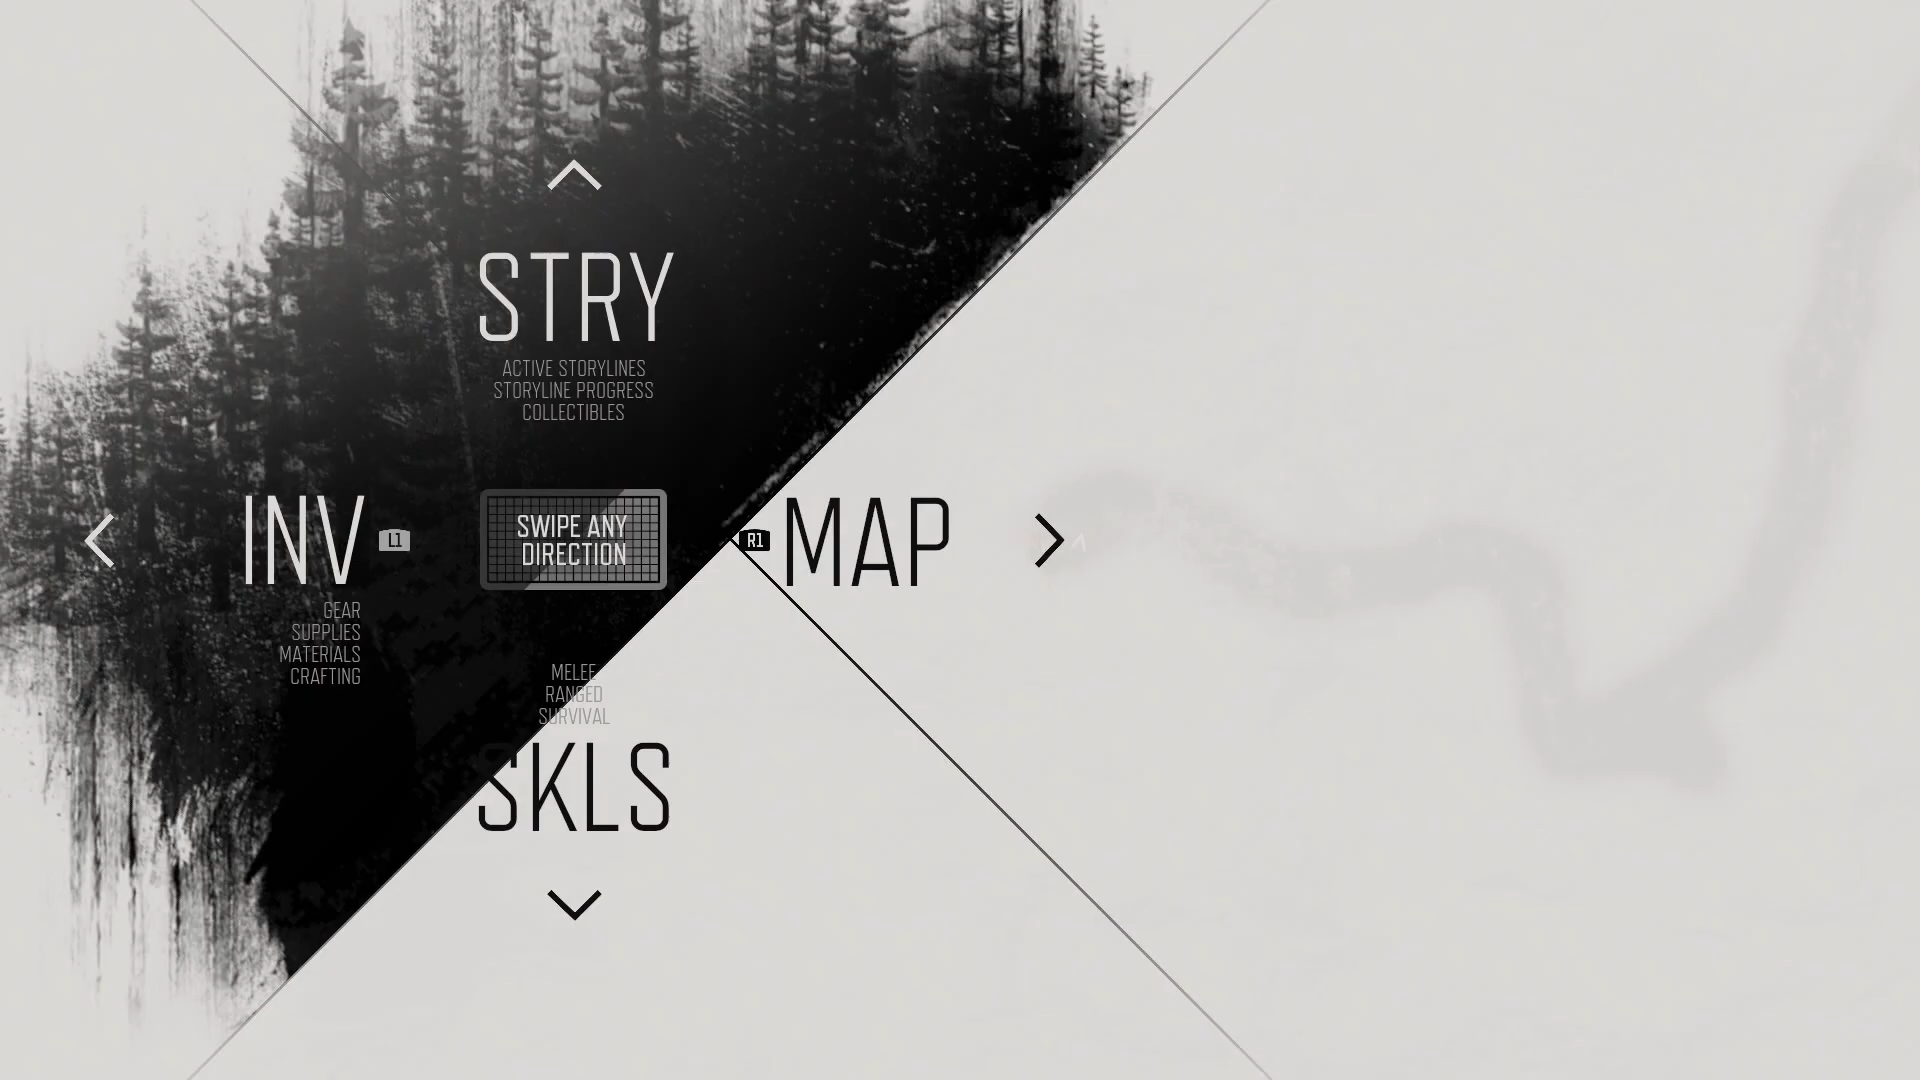 STRY
ACTIVE STORYLINES
STORYLINE PROGRESS
COLLECTIBLES
INV
L1
GEAR
SUPPLIES
MATERIALS
CRAFTING
SWIPE ANY
DIRECTION
R1
MAP
MELEE
RANGED
SURVIVAL
SKLS